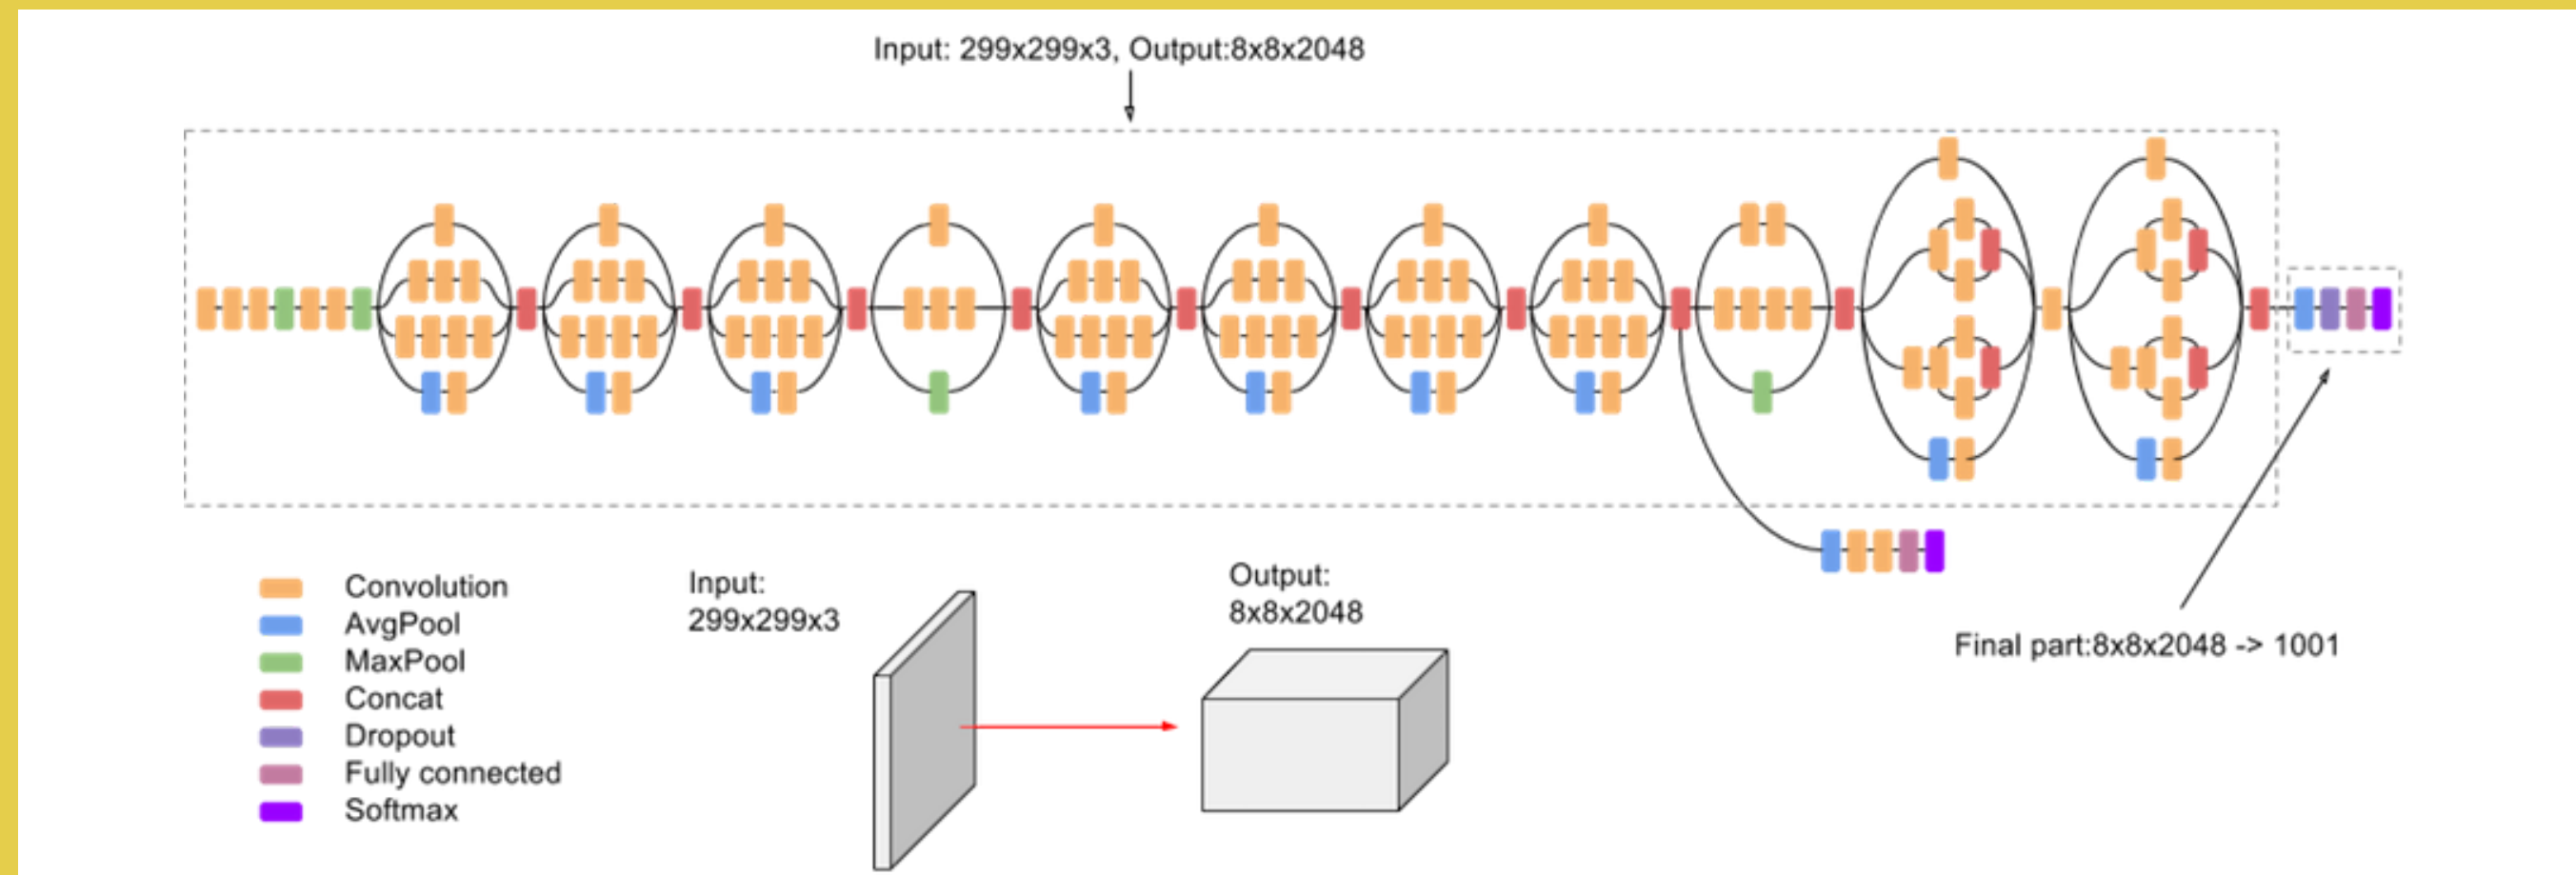 Input: 299x299x3, Output:8x8x2048
Convolution
AvgPool
MaxPool
Concat
Dropout
Fully connected
Softmax
Input:
299x299x3
Output:
8x8x2048
Final part:8x8x2048 -> 1001